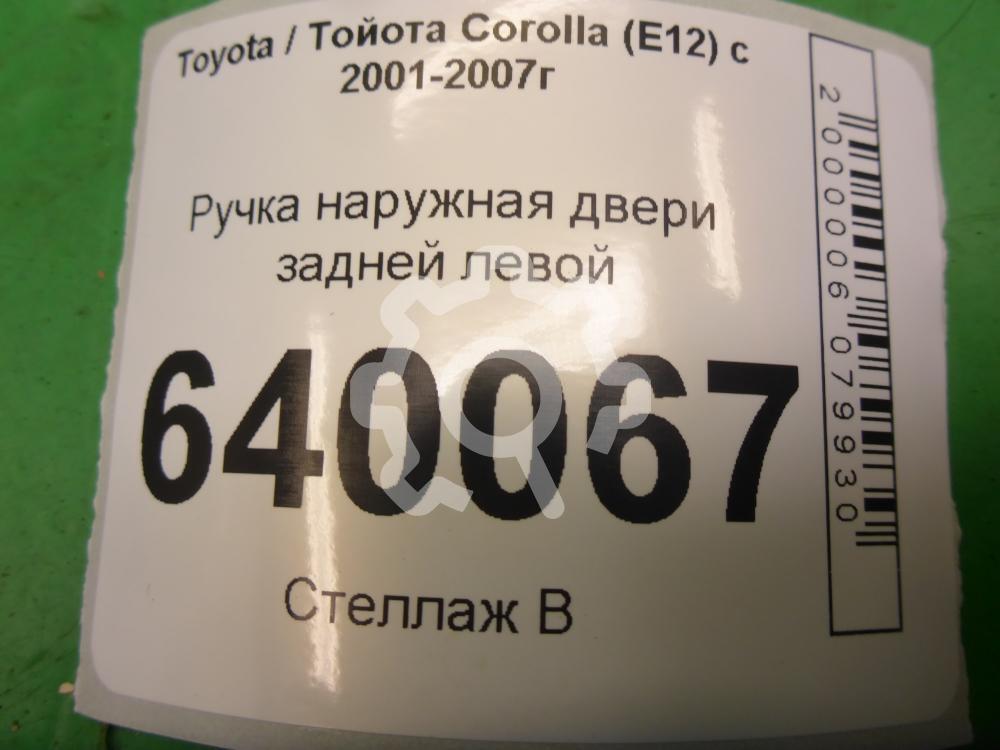 Toyota / Тойота Corolla (E12) с
2001-2007г
Ручка наружная двери
задней левой
640067
Стеллаж В
2000006079930